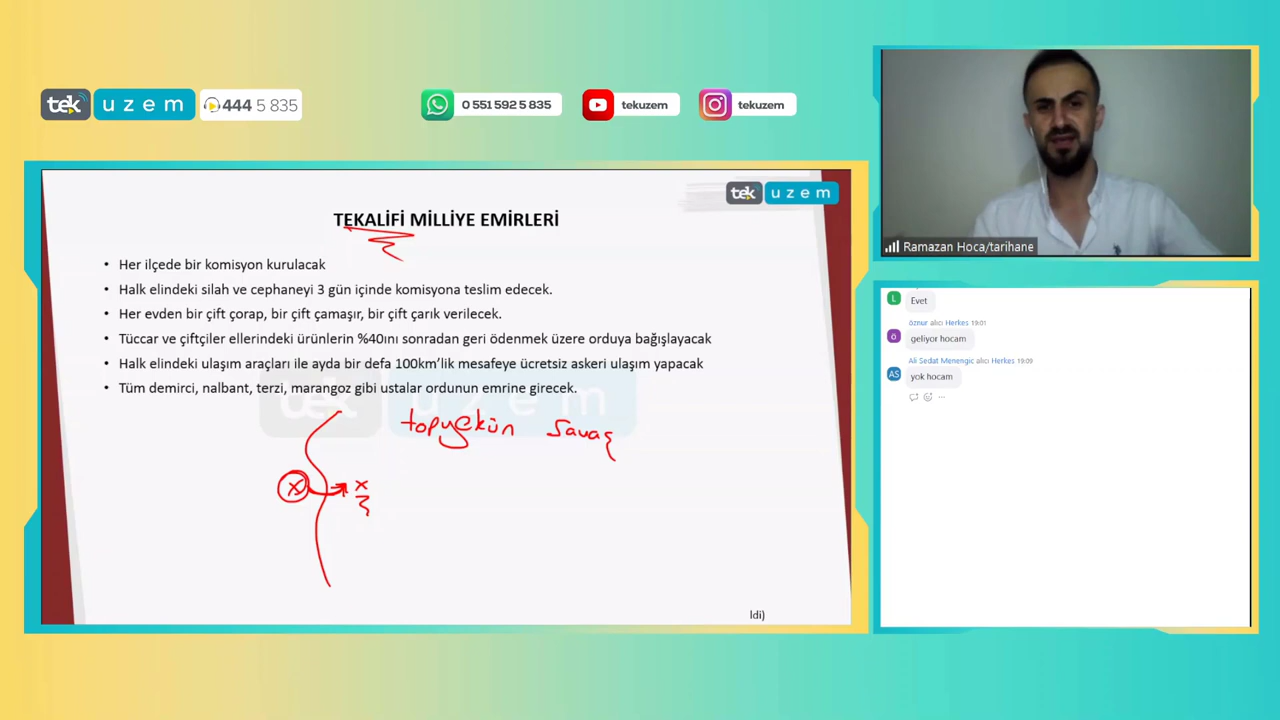 tek uzem 444 5 835
0 551 592 5 835
tekuzem
tekuzem
tek uzem
TEKALİFİ MİLLİYE EMİRLERİ
• Her ilçede bir komisyon kurulacak
• Halk elindeki silah ve cephaneyi 3 gün içinde komisyona teslim edecek.
• Her evden bir çift çorap, bir çift çamaşır, bir çift çarık verilecek.
• Tüccar ve çiftçiler ellerindeki ürünlerin %40ını sonradan geri ödenmek üzere orduya bağışlayacak
• Halk elindeki ulaşım araçları ile ayda bir defa 100km’lik mesafeye ücretsiz askeri ulaşım yapacak
• Tüm demirci, nalbant, terzi, marangoz gibi ustalar ordunun emrine girecek.
tek uzem
topyekün savaş
x x
ldi)
Ramazan Hoca/tarihane
L Evet
öznur alıcı Herkes 19:01
ö geliyor hocam
Ali Sedat Menengic alıcı Herkes 19:09
AS yok hocam